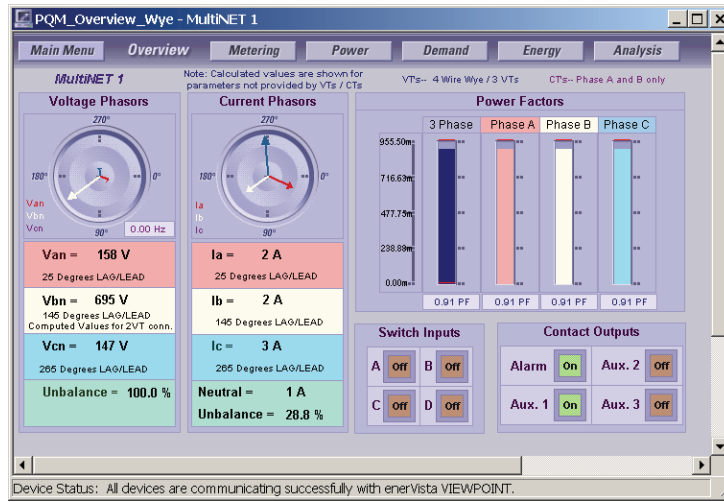 PQM_Overview_Wye - MultiNET 1
Main Menu Overview Metering Power Demand Energy Analysis
MultiNET 1
Note: Calculated values are shown for
parameters not provided by VTs / CTs
VT's-- 4 Wire Wye / 3 VTs
CT's-- Phase A and B only
Voltage Phasors
270°
180°
0°
90°
Van
Vbn
Vcn
0.00 Hz
Van = 158 V
25 Degrees LAG/LEAD
Vbn = 695 V
145 Degrees LAG/LEAD
Computed Values for 2VT conn.
Vcn = 147 V
265 Degrees LAG/LEAD
Unbalance = 100.0 %
Current Phasors
270°
180°
0°
90°
Ia
Ib
Ic
Ia = 2 A
25 Degrees LAG/LEAD
Ib = 2 A
145 Degrees LAG/LEAD
Ic = 3 A
265 Degrees LAG/LEAD
Neutral = 1 A
Unbalance = 28.8 %
Power Factors
3 Phase Phase A Phase B Phase C
955.50m
716.63m
477.75m
238.88m
0.00m
0.91 PF 0.91 PF 0.91 PF 0.91 PF
Switch Inputs
A Off B Off
C Off D Off
Contact Outputs
Alarm On Aux. 2 Off
Aux. 1 On Aux. 3 Off
Device Status: All devices are communicating successfully with enerVista VIEWPOINT.